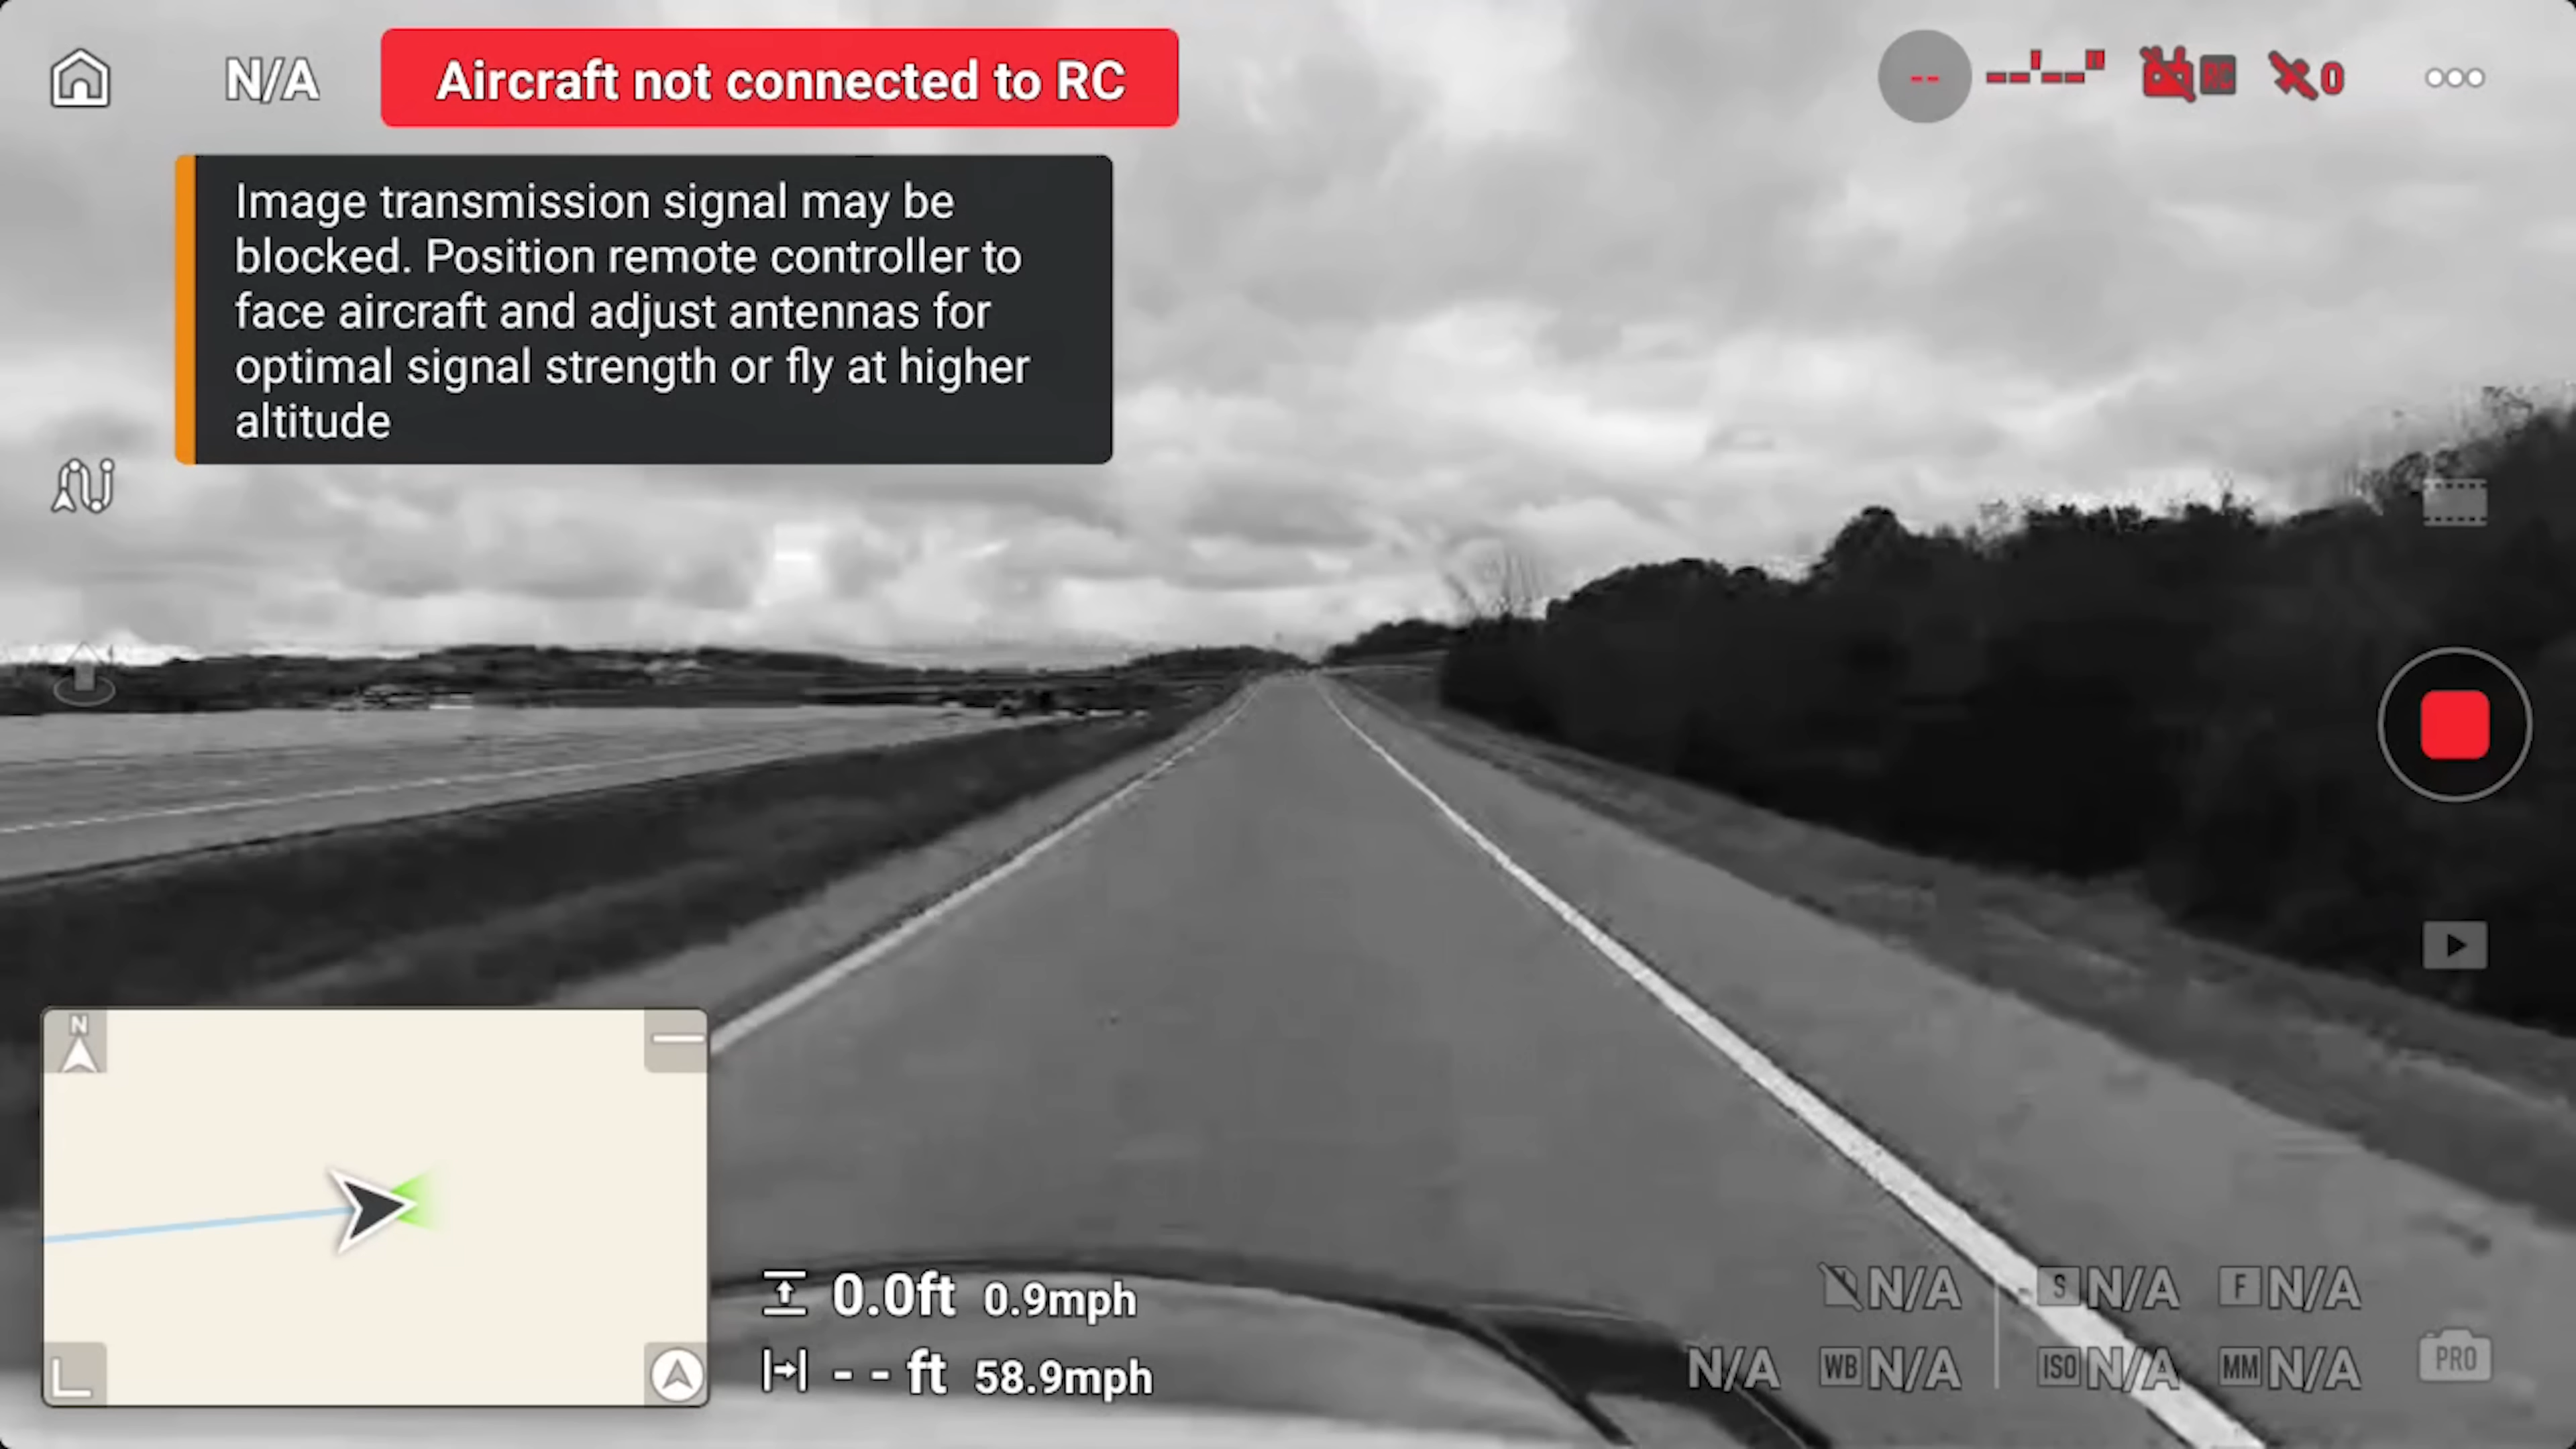 N/A
Aircraft not connected to RC
--
--'--"
RC
0
Image transmission signal may be
blocked. Position remote controller to
face aircraft and adjust antennas for
optimal signal strength or fly at higher
altitude
N
0.0ft 0.9mph
-- ft 58.9mph
N/A
S N/A
F N/A
N/A
WB N/A
ISO N/A
MM N/A
PRO